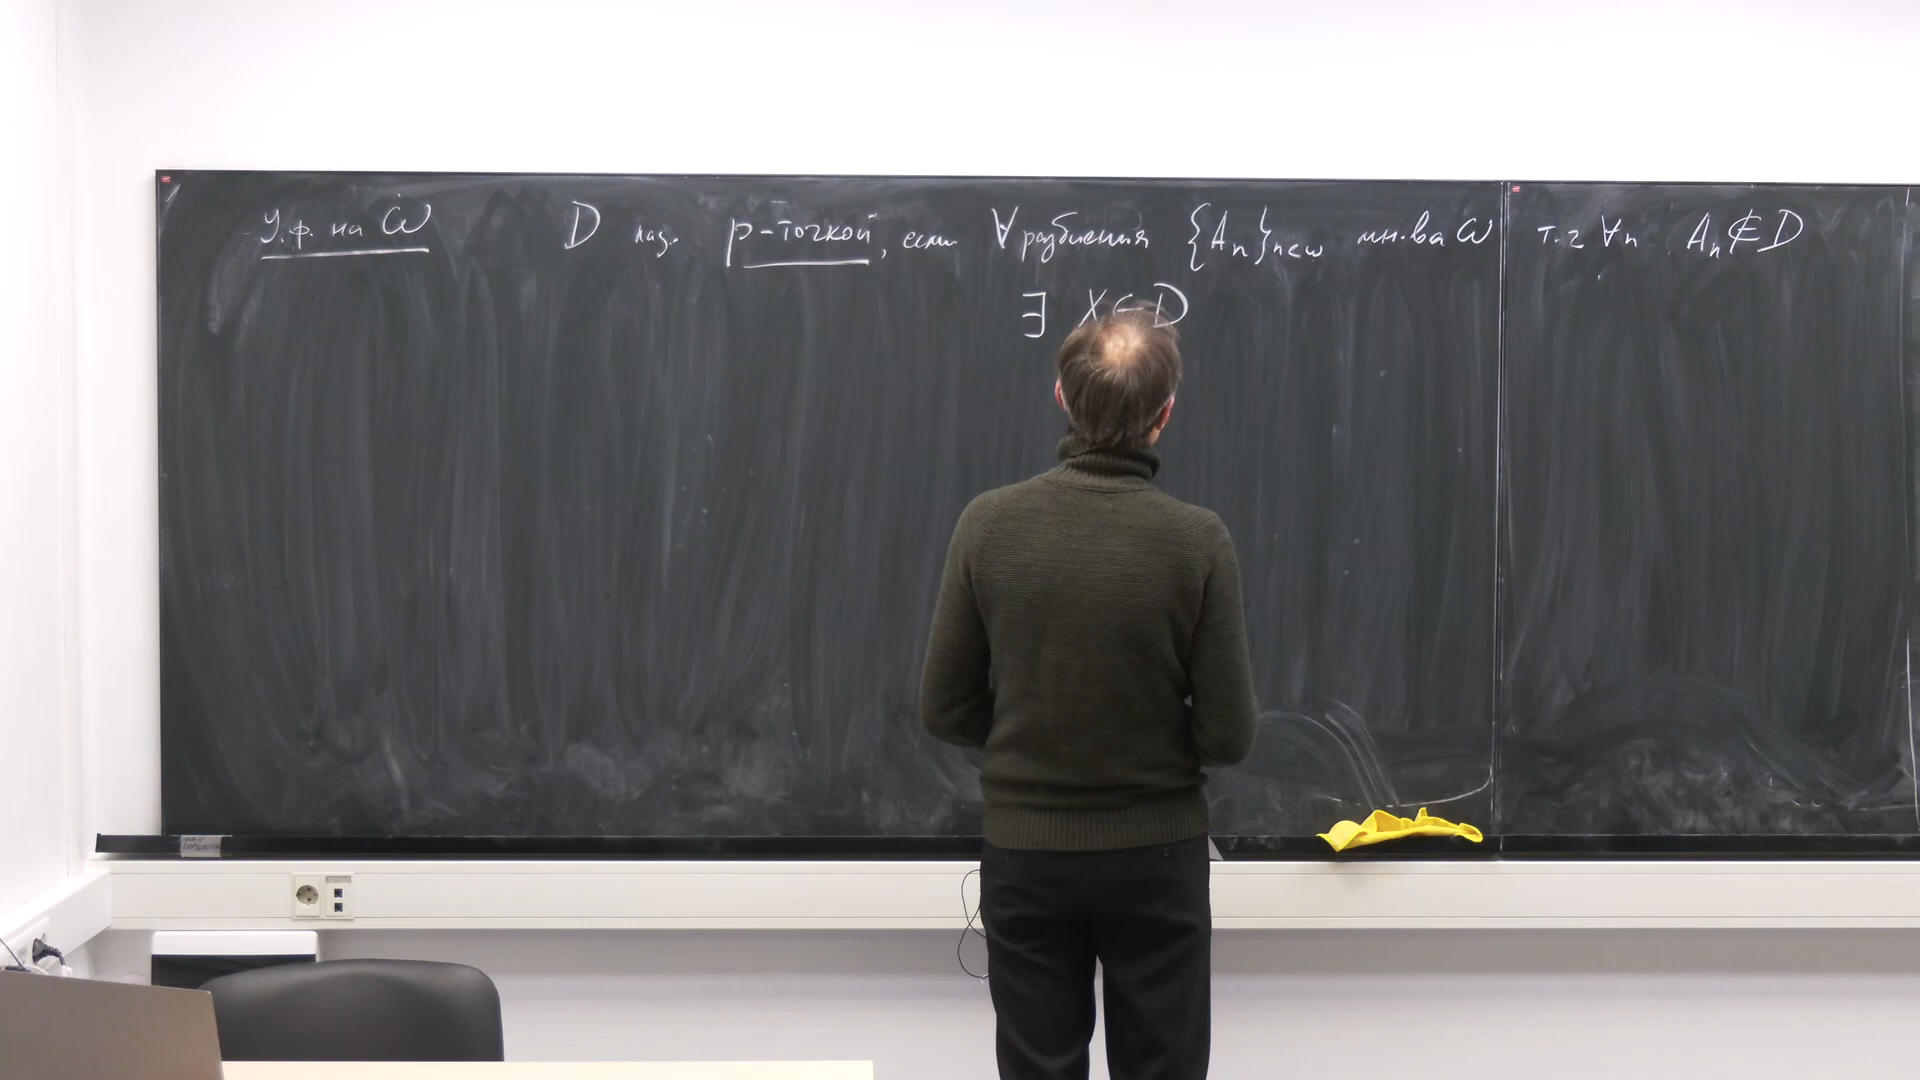 У.ф. на ω D наз. p-точкой, если ∀ разбиения {Aₙ}ₙ∈ω мн-ва ω т.ч ∀n Aₙ∉D
∃ X∈D